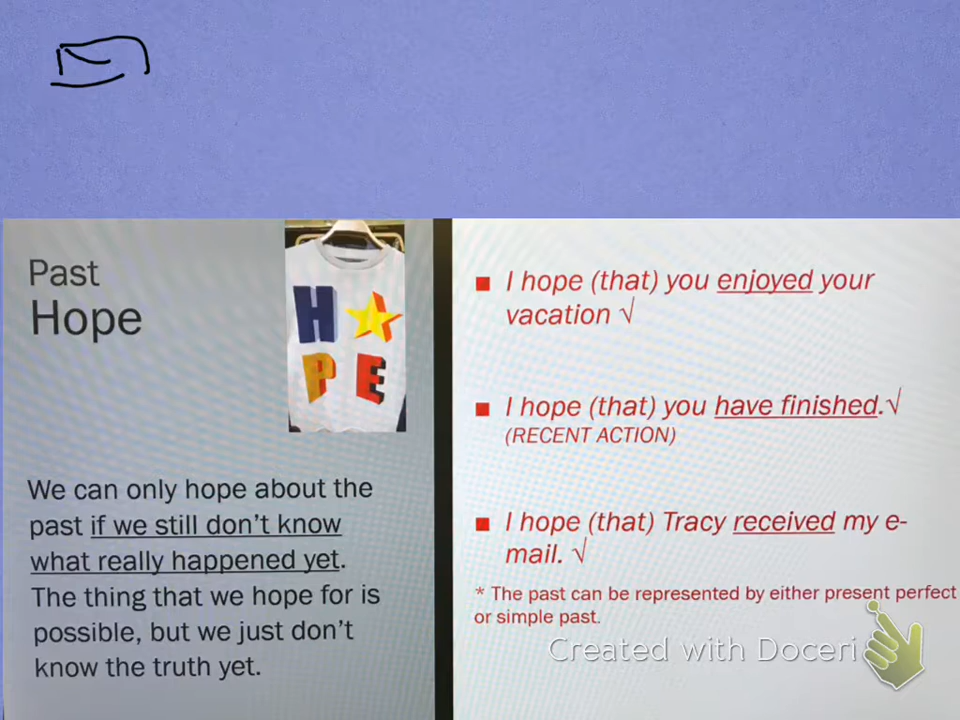 Past
Hope
H★
PE
We can only hope about the
past if we still don't know
what really happened yet.
The thing that we hope for is
possible, but we just don't
know the truth yet.
■ I hope (that) you enjoyed your
vacation √
■ I hope (that) you have finished.√
(RECENT ACTION)
■ I hope (that) Tracy received my e-
mail. √
* The past can be represented by either present perfect
or simple past.
Created with Doceri